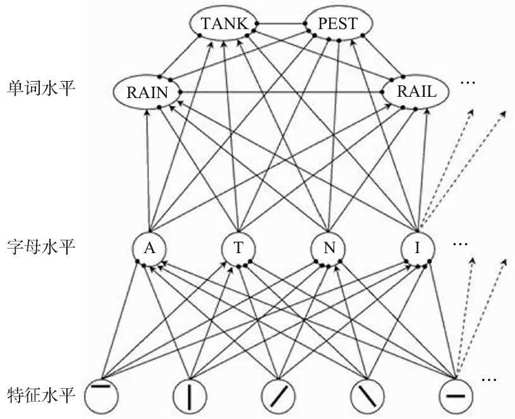 TANK PEST
单词水平 RAIN RAIL ...
字母水平 A T N I ...
特征水平 ...